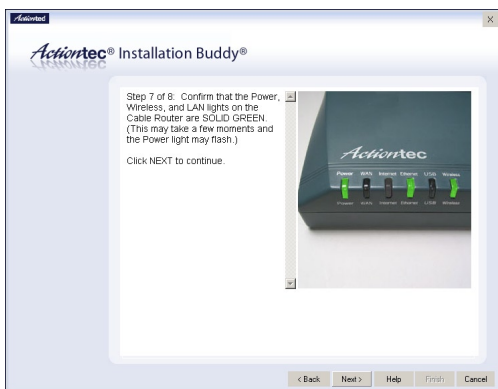 Actiontec
X
Actiontec® Installation Buddy®
Step 7 of 8: Confirm that the Power,
Wireless, and LAN lights on the
Cable Router are SOLID GREEN.
(This may take a few moments and
the Power light may flash.)
Click NEXT to continue.
Actiontec
Power WAN Internet Ethernet USB Wireless
Power WAN Internet Ethernet USB Wireless
< Back Next > Help Finish Cancel